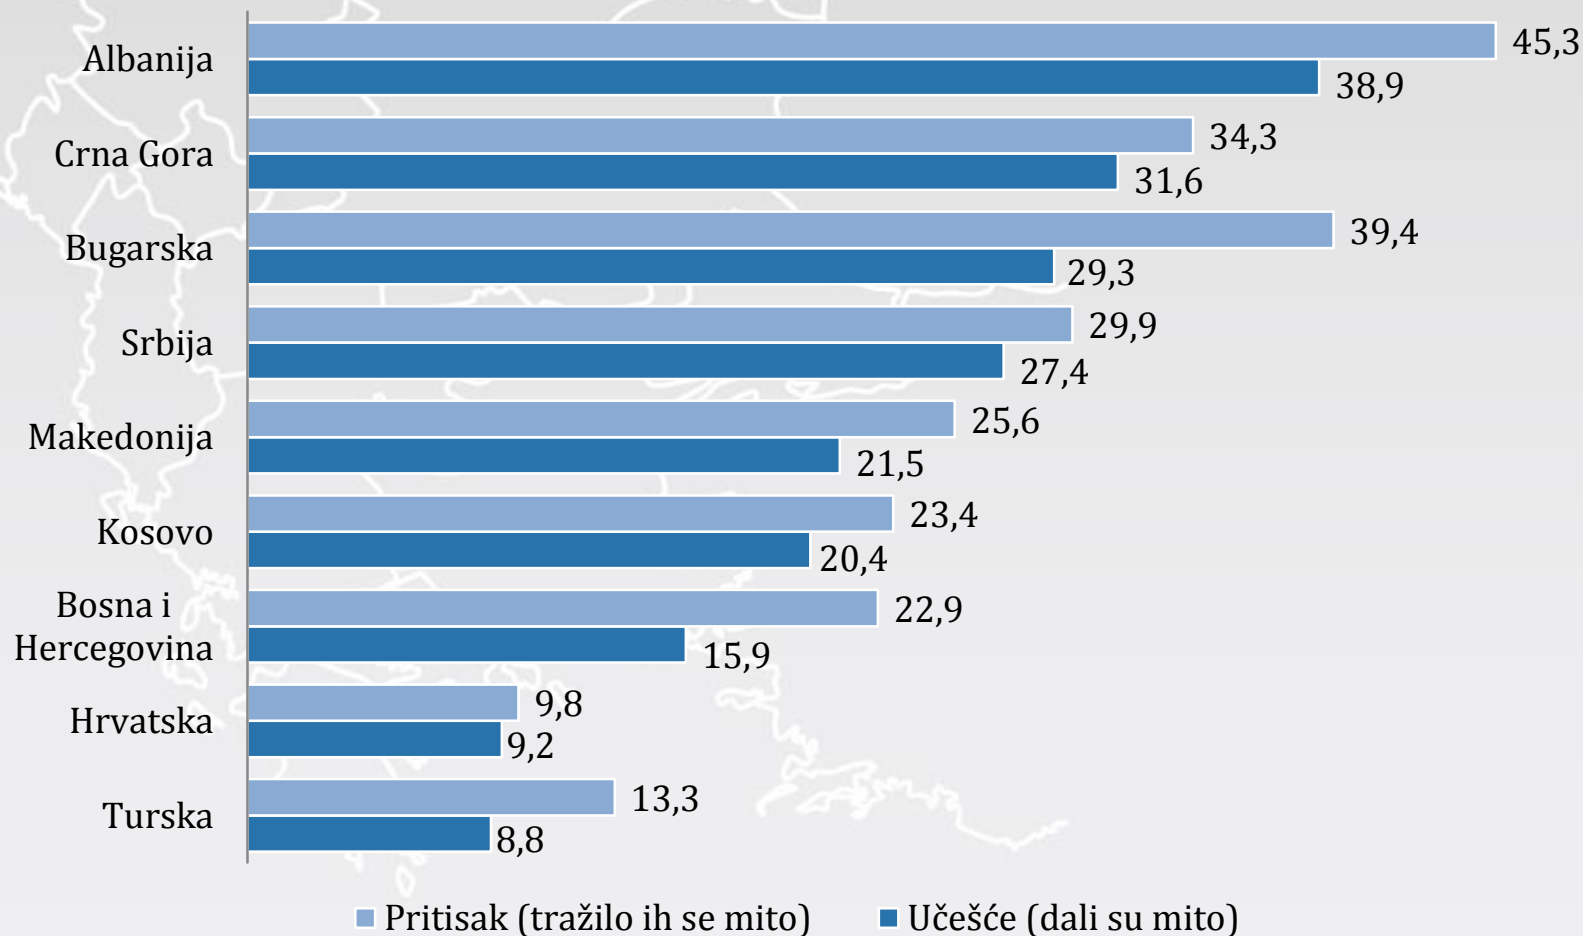 Albanija
45,3
38,9
Crna Gora
34,3
31,6
Bugarska
39,4
29,3
Srbija
29,9
27,4
Makedonija
25,6
21,5
Kosovo
23,4
20,4
Bosna i
Hercegovina
22,9
15,9
Hrvatska
9,8
9,2
Turska
13,3
8,8
Pritisak (tražilo ih se mito)
Učešće (dali su mito)